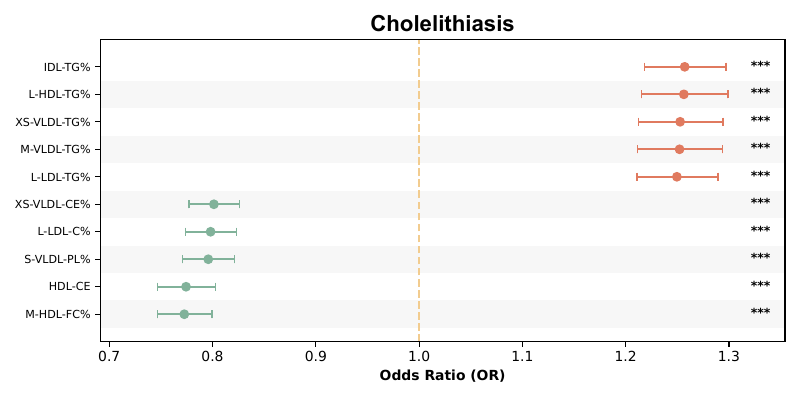 Cholelithiasis
IDL-TG% ***
L-HDL-TG% ***
XS-VLDL-TG% ***
M-VLDL-TG% ***
L-LDL-TG% ***
XS-VLDL-CE% ***
L-LDL-C% ***
S-VLDL-PL% ***
HDL-CE ***
M-HDL-FC% ***
0.7 0.8 0.9 1.0 1.1 1.2 1.3
Odds Ratio (OR)